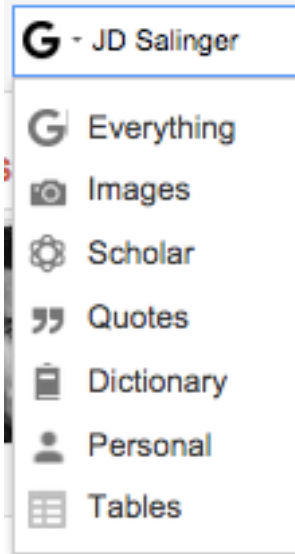 G - JD Salinger
G Everything
Images
Scholar
Quotes
Dictionary
Personal
Tables